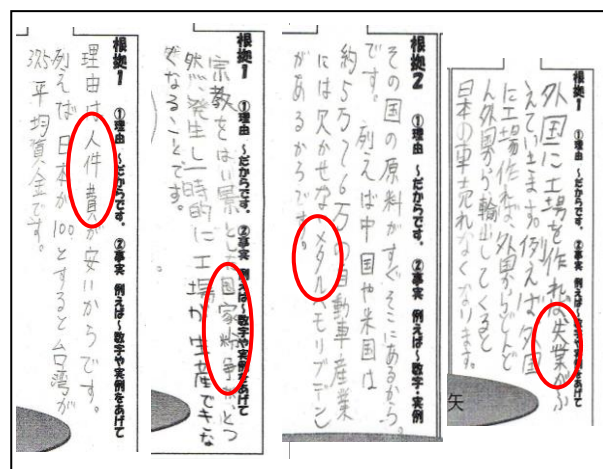 根拠1 ①理由 ~だからです。 ②事実 例えば~数字や実例をあげて
外国に工場を作れば失業がふ
えています。例えば外国
に工場作れば、外国からどんど
ん外国から輸出してくると
日本の車売れなくなります。
矢
根拠2 ①理由 ~だからです。 ②事実 例えば~数字・実例
その国の原料がすぐそこにあるから。
です。例えば中国や米国は
約5万~6万の自動車産業
には欠かせないメタルやモリブデン
があるからです。
根拠1 ①理由 ~だからです。 ②事実 例えば~数字や実例をあげて
宗教をはい景とした国家紛争が、とつ
然、発生し一時的に工場が生産できな
くなることです。
根拠1 ①理由 ~だからです。 ②事実 例えば~数字や実例をあげて
理由は、人件費が安いからです。
例えば日本が100とすると台湾が
平均賃金です。